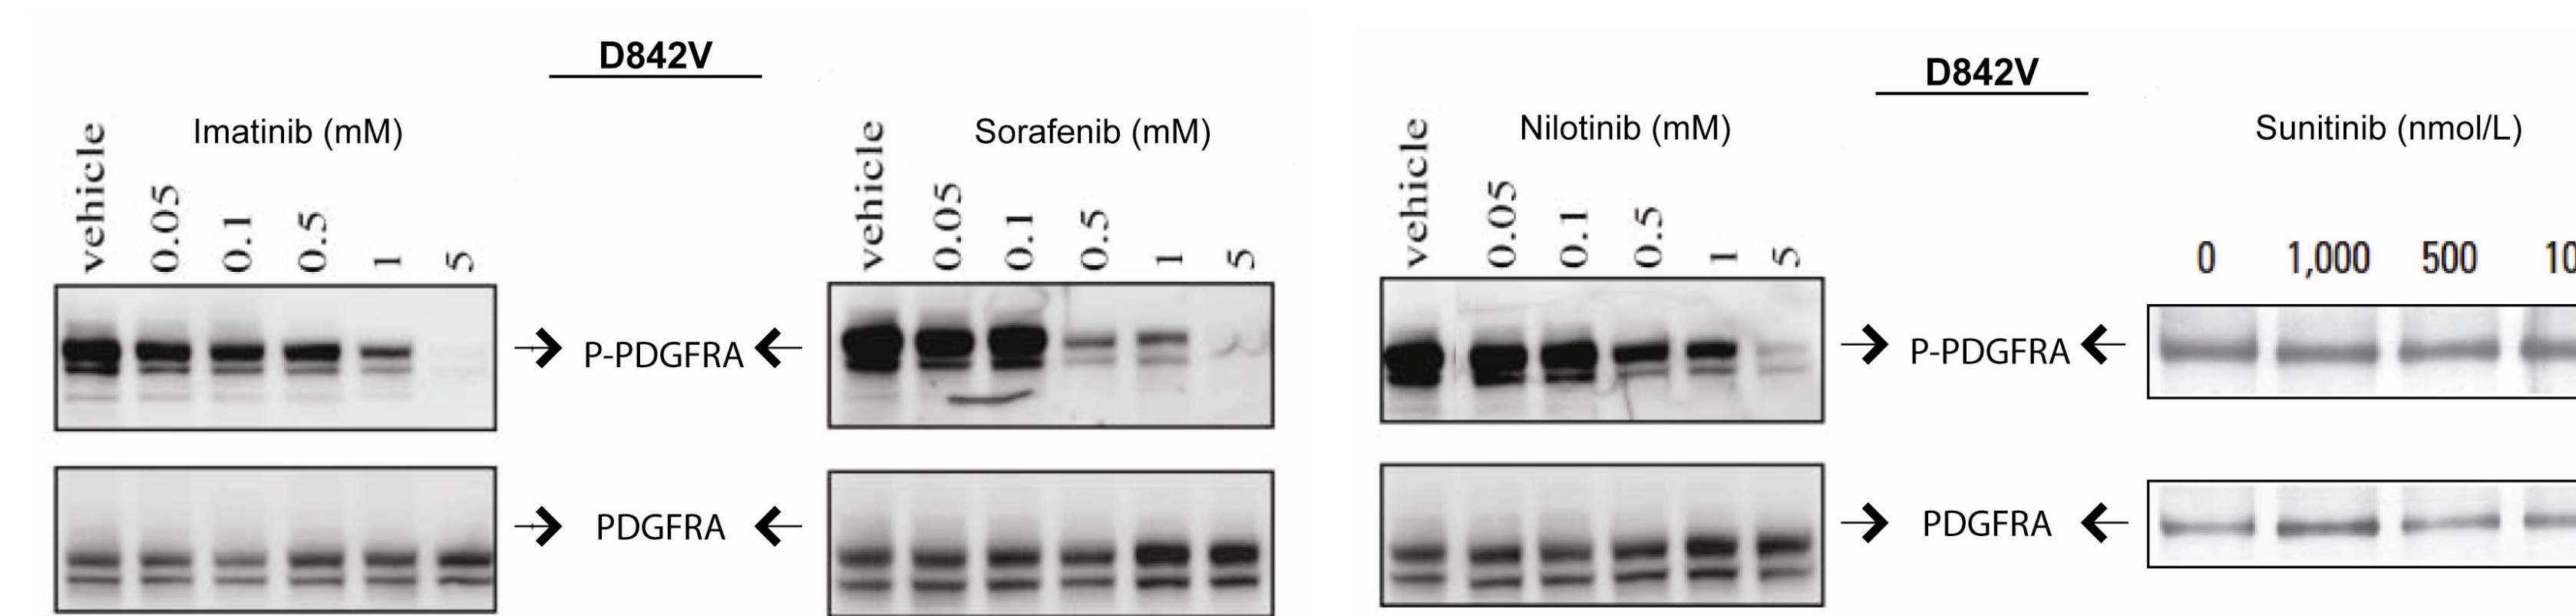 D842V
Imatinib (mM)
vehicle
0.05
0.1
0.5
1
5
Sorafenib (mM)
vehicle
0.05
0.1
0.5
1
5
P-PDGFRA
PDGFRA
D842V
Nilotinib (mM)
vehicle
0.05
0.1
0.5
1
5
Sunitinib (nmol/L)
0 1,000 500 10
P-PDGFRA
PDGFRA